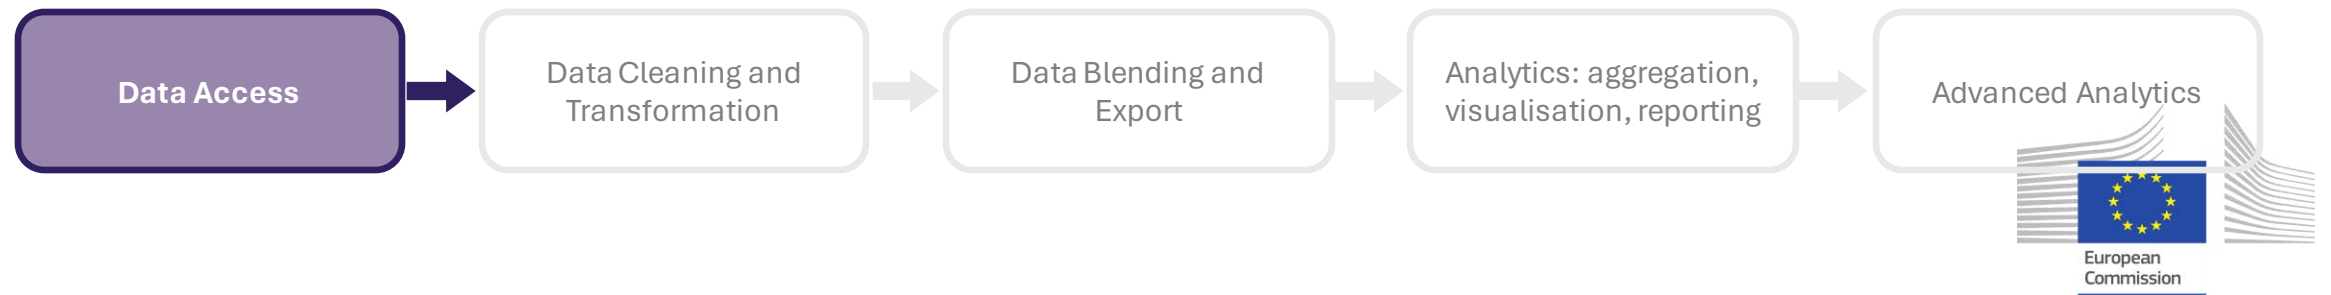 Data Access
Data Cleaning and
Transformation
Data Blending and
Export
Analytics: aggregation,
visualisation, reporting
Advanced Analytics
European
Commission